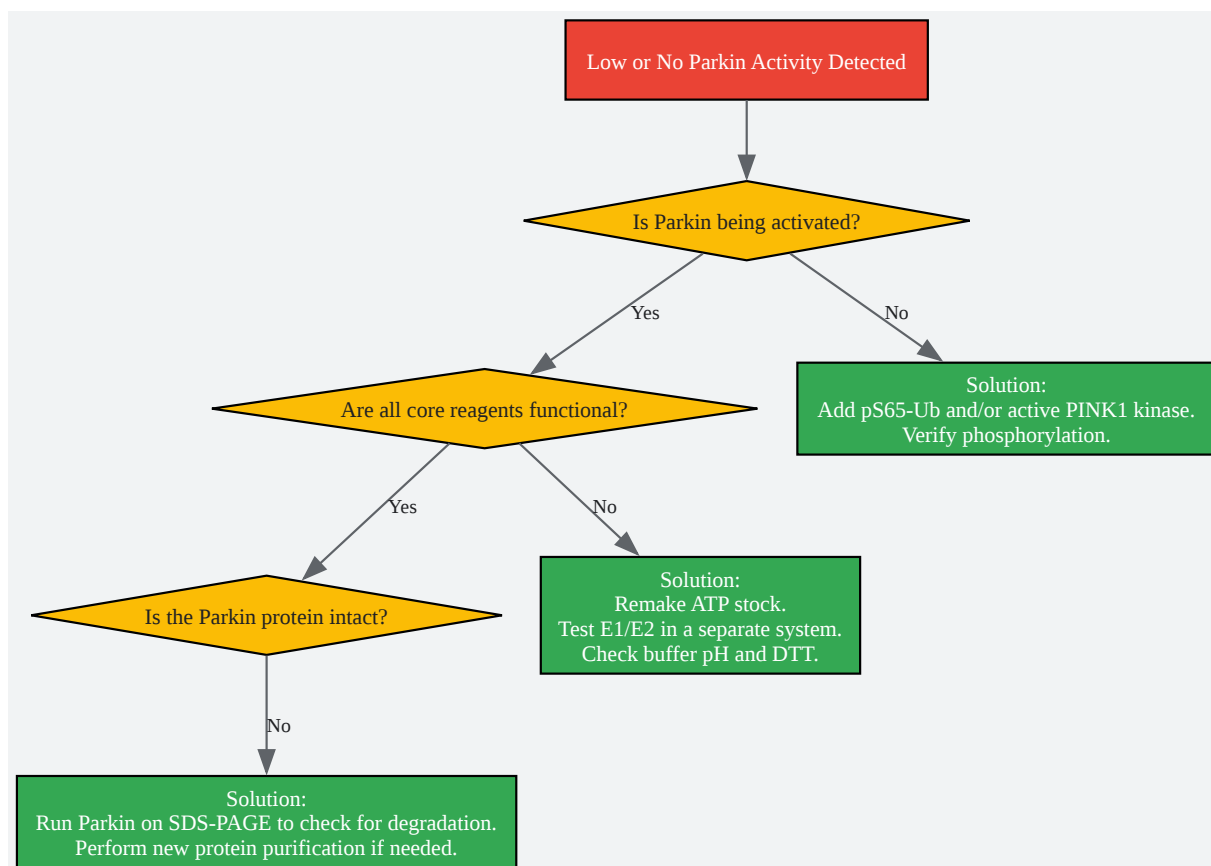 Low or No Parkin Activity Detected
Is Parkin being activated?
Yes
No
Are all core reagents functional?
Solution:
Add pS65-Ub and/or active PINK1 kinase.
Verify phosphorylation.
Yes
No
Is the Parkin protein intact?
Solution:
Remake ATP stock.
Test E1/E2 in a separate system.
Check buffer pH and DTT.
No
Solution:
Run Parkin on SDS-PAGE to check for degradation.
Perform new protein purification if needed.